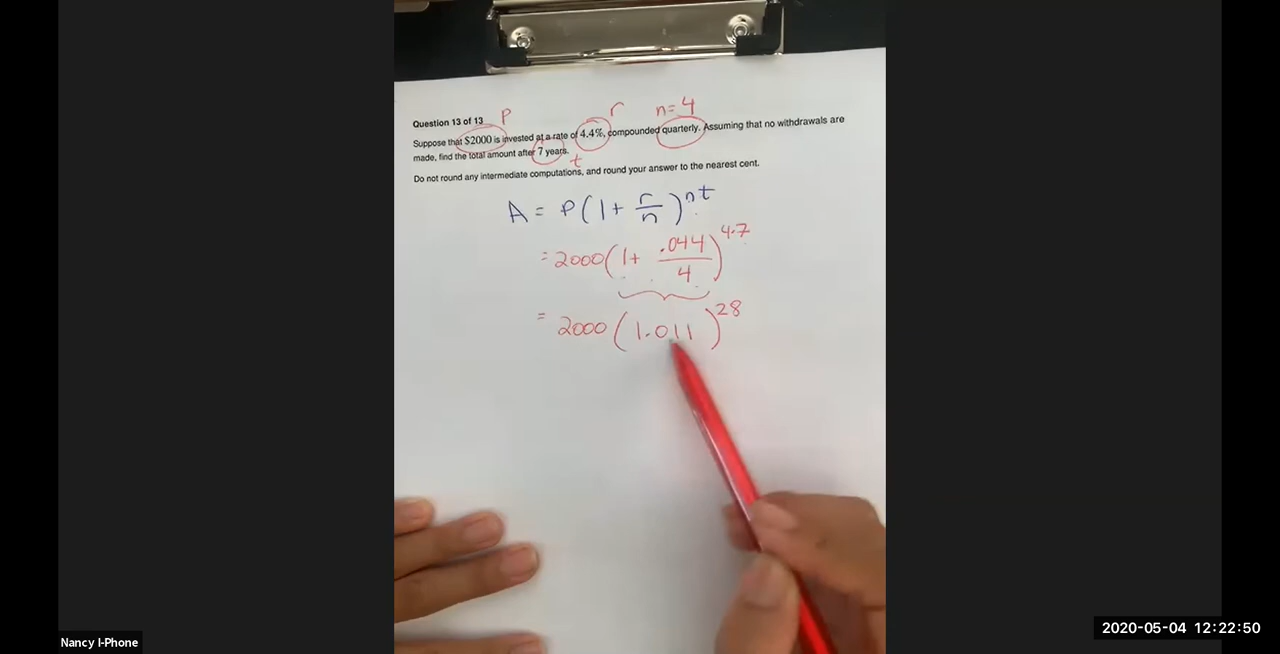 P r n=4
Question 13 of 13
Suppose that $2000 is invested at a rate of 4.4%, compounded quarterly. Assuming that no withdrawals are
made, find the total amount after 7 years.
t
Do not round any intermediate computations, and round your answer to the nearest cent.
A = P(1+ r/n)^nt
= 2000(1+ .044/4)^4·7
= 2000(1.011)^28
Nancy I-Phone
2020-05-04 12:22:50